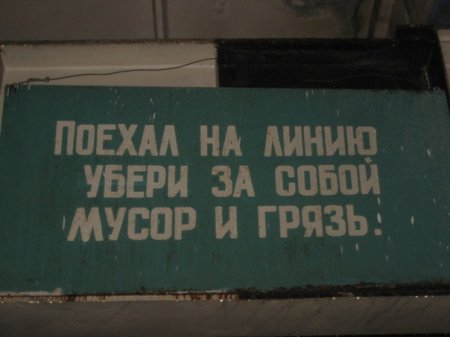 ПОЕХАЛ НА ЛИНИЮ
УБЕРИ ЗА СОБОЙ
МУСОР И ГРЯЗЬ.